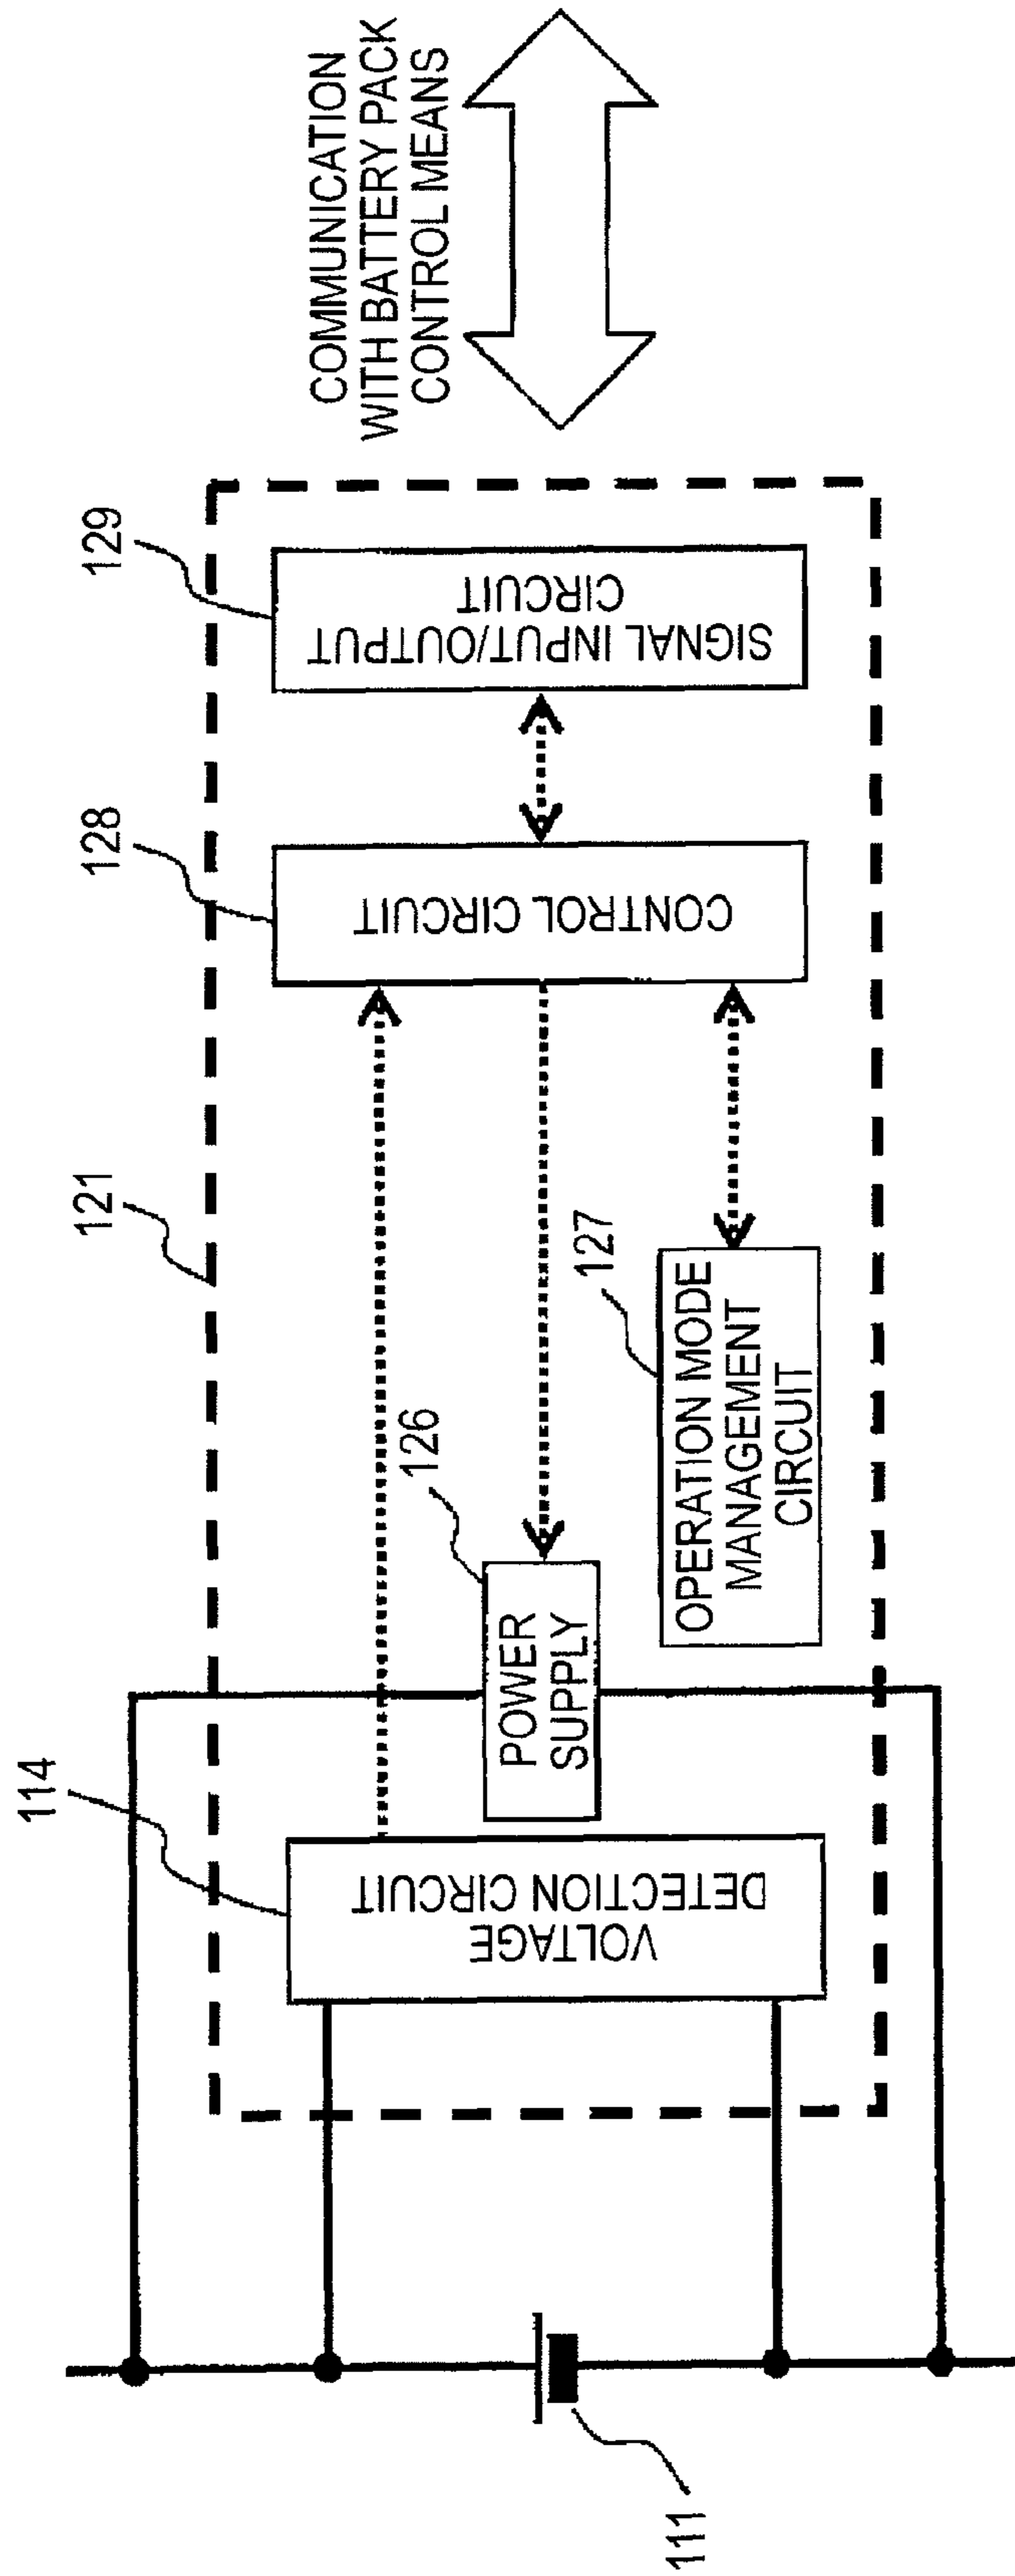 111
114
VOLTAGE
DETECTION CIRCUIT
126
POWER
SUPPLY
121
127
OPERATION MODE
MANAGEMENT
CIRCUIT
128
CONTROL CIRCUIT
129
SIGNAL INPUT/OUTPUT
CIRCUIT
COMMUNICATION
WITH BATTERY PACK
CONTROL MEANS